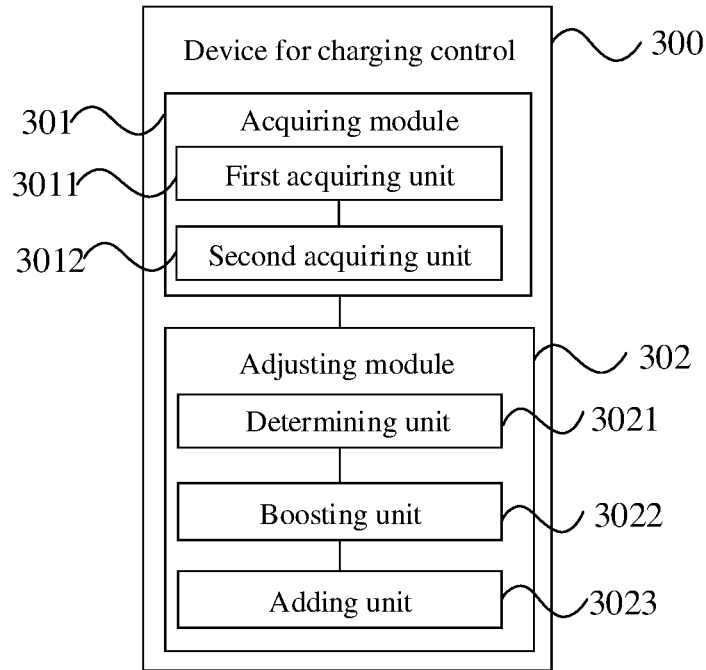 Device for charging control
300
301
Acquiring module
3011
First acquiring unit
3012
Second acquiring unit
Adjusting module
302
Determining unit
3021
Boosting unit
3022
Adding unit
3023